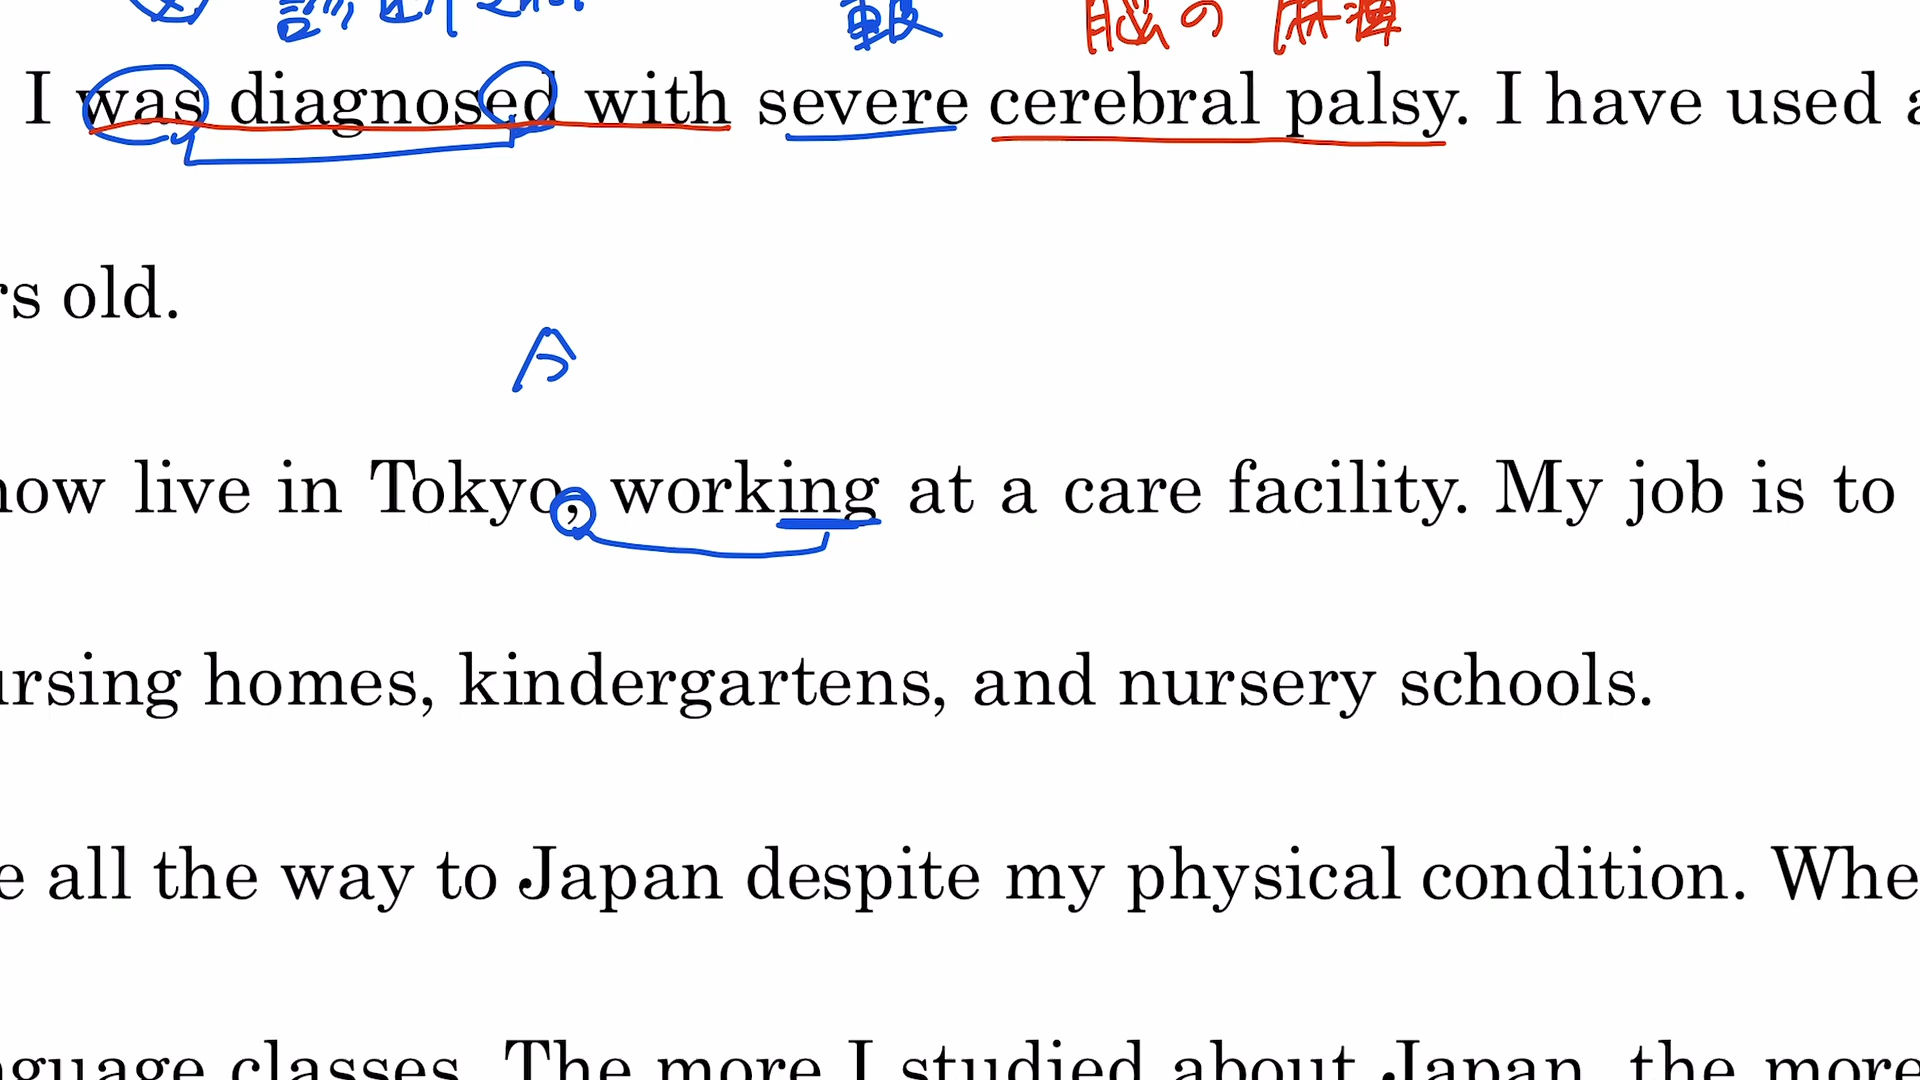 診断され 重度 脳の麻痺
I was diagnosed with severe cerebral palsy. I have used a
rs old.
now live in Tokyo, working at a care facility. My job is to
ursing homes, kindergartens, and nursery schools.
e all the way to Japan despite my physical condition. Whe
nguage classes. The more I studied about Japan, the more